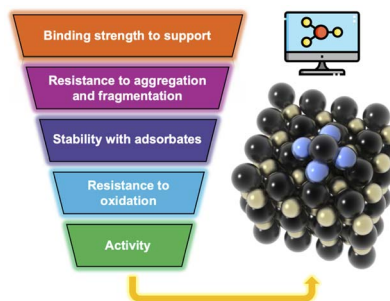 Binding strength to support
Resistance to aggregation
and fragmentation
Stability with adsorbates
Resistance to
oxidation
Activity